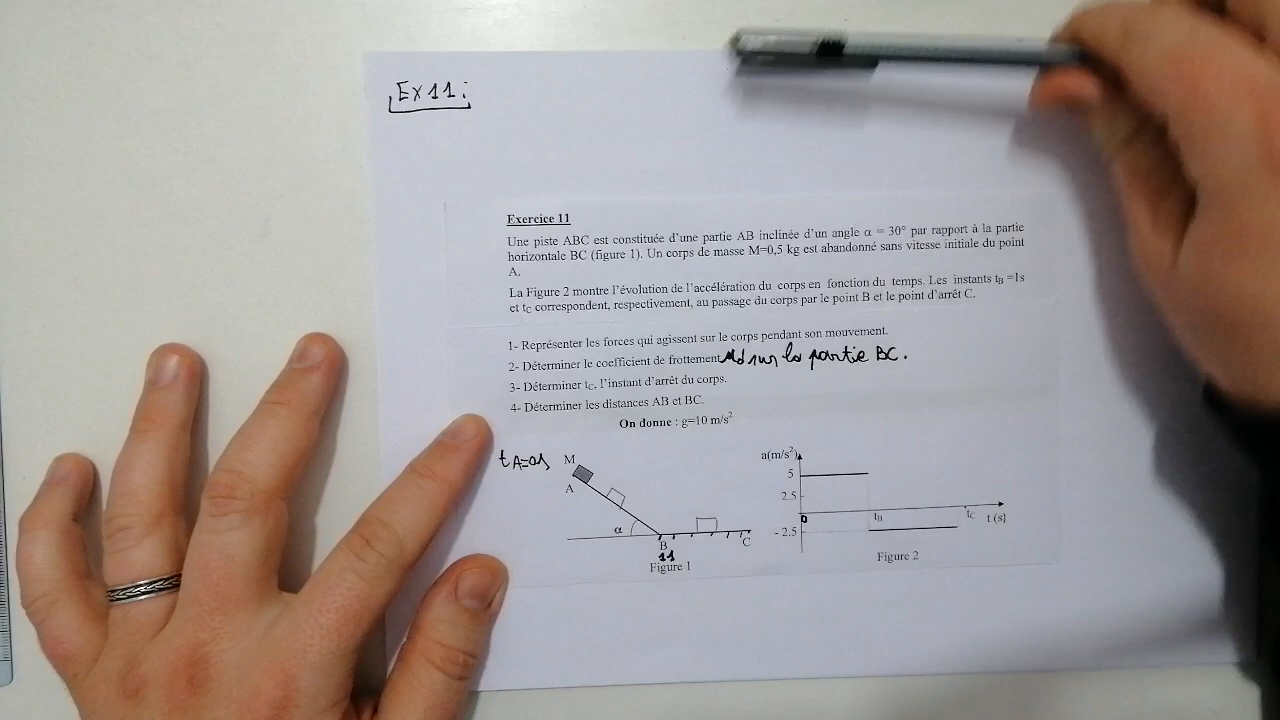 Ex 11:
Exercice 11
Une piste ABC est constituée d'une partie AB inclinée d'un angle α = 30° par rapport à la partie
horizontale BC (figure 1). Un corps de masse M=0,5 kg est abandonné sans vitesse initiale du point
A.
La Figure 2 montre l'évolution de l'accélération du corps en fonction du temps. Les instants tB =1s
et tC correspondent, respectivement, au passage du corps par le point B et le point d'arrêt C.
1- Représenter les forces qui agissent sur le corps pendant son mouvement.
2- Déterminer le coefficient de frottement sur la partie BC.
3- Déterminer tC, l'instant d'arrêt du corps.
4- Déterminer les distances AB et BC.
On donne : g=10 m/s²
tA=0s
M
A
α
B
C
11
Figure 1
a(m/s²)
5
2.5
0
- 2.5
tB
tC
t (s)
Figure 2